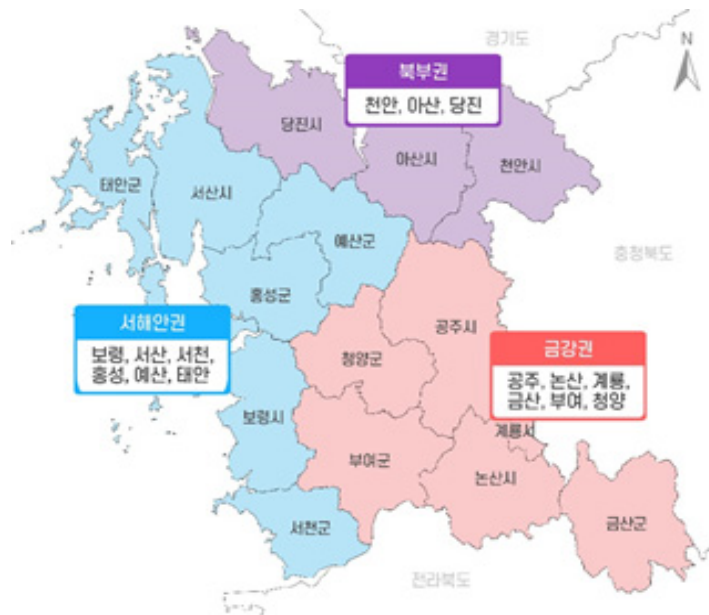 경기도
N
북부권
천안, 아산, 당진
당진시
아산시
천안시
태안군
서산시
예산군
충청북도
홍성군
서해안권
보령, 서산, 서천,
홍성, 예산, 태안
공주시
금강권
공주, 논산, 계룡,
금산, 부여, 청양
청양군
보령시
계룡시
부여군
논산시
서천군
금산군
전라북도